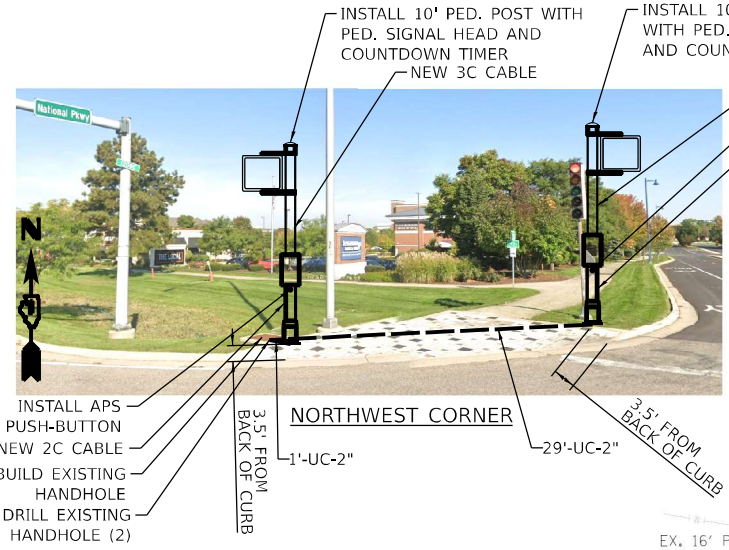 INSTALL 10' PED. POST WITH
PED. SIGNAL HEAD AND
COUNTDOWN TIMER
NEW 3C CABLE
INSTALL 10
WITH PED.
AND COUN
National Pkwy
THE LOCAL
N
INSTALL APS
PUSH-BUTTON
NEW 2C CABLE
BUILD EXISTING
HANDHOLE
DRILL EXISTING
HANDHOLE (2)
3.5' FROM
BACK OF CURB
1'-UC-2"
NORTHWEST CORNER
29'-UC-2"
3.5' FROM
BACK OF CURB
EX. 16' P